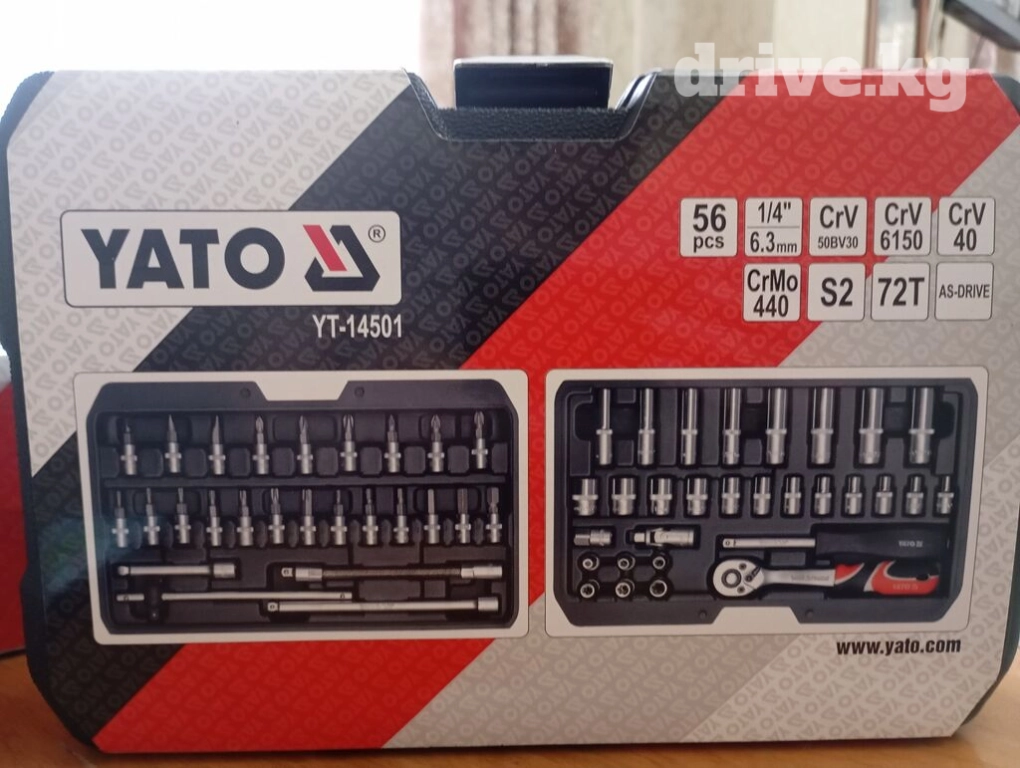 drive.kg
YATO ®
YT-14501
56 pcs
1/4" 6.3mm
CrV 50BV30
CrV 6150
CrV 40
CrMo 440
S2
72T
AS-DRIVE
YATO
www.yato.com